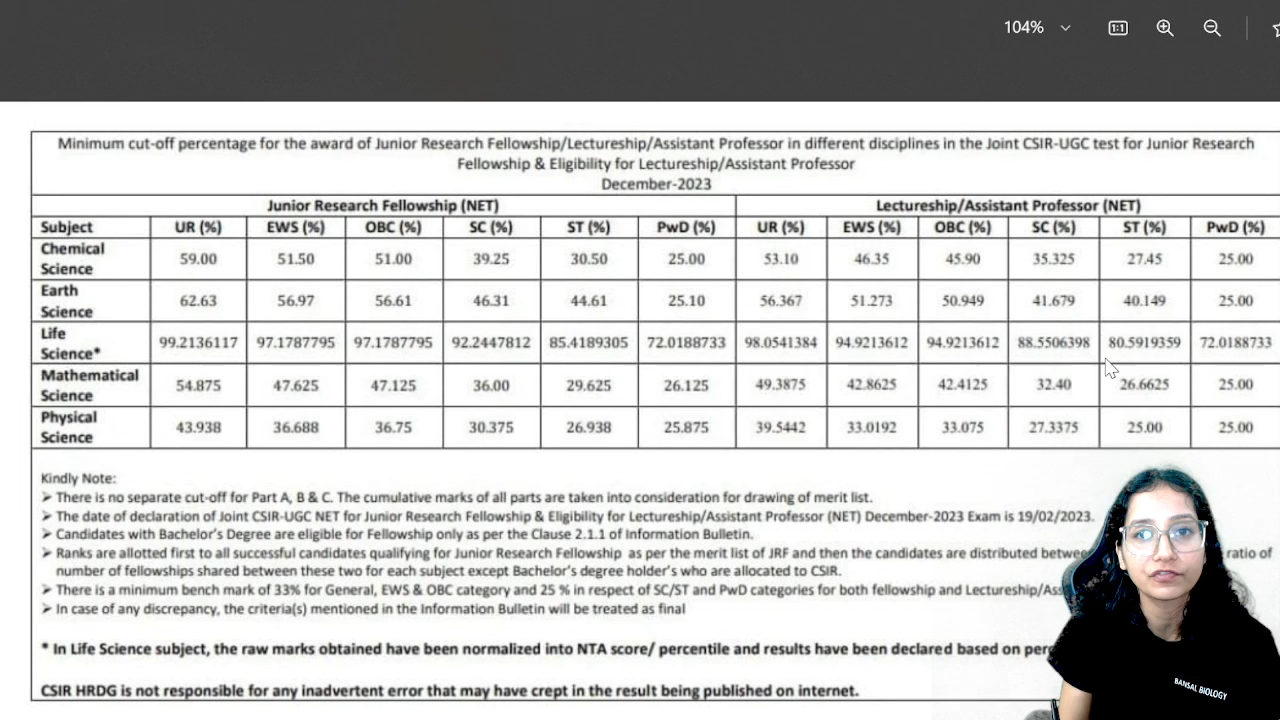 104%
1:1
Minimum cut-off percentage for the award of Junior Research Fellowship/Lectureship/Assistant Professor in different disciplines in the Joint CSIR-UGC test for Junior Research
Fellowship & Eligibility for Lectureship/Assistant Professor
December-2023
Junior Research Fellowship (NET) Lectureship/Assistant Professor (NET)
Subject UR (%) EWS (%) OBC (%) SC (%) ST (%) PwD (%) UR (%) EWS (%) OBC (%) SC (%) ST (%) PwD (%)
Chemical
Science 59.00 51.50 51.00 39.25 30.50 25.00 53.10 46.35 45.90 35.325 27.45 25.00
Earth
Science 62.63 56.97 56.61 46.31 44.61 25.10 56.367 51.273 50.949 41.679 40.149 25.00
Life
Science* 99.2136117 97.1787795 97.1787795 92.2447812 85.4189305 72.0188733 98.0541384 94.9213612 94.9213612 88.5506398 80.5919359 72.0188733
Mathematical
Science 54.875 47.625 47.125 36.00 29.625 26.125 49.3875 42.8625 42.4125 32.40 26.6625 25.00
Physical
Science 43.938 36.688 36.75 30.375 26.938 25.875 39.5442 33.0192 33.075 27.3375 25.00 25.00
Kindly Note:
➢ There is no separate cut-off for Part A, B & C. The cumulative marks of all parts are taken into consideration for drawing of merit list.
➢ The date of declaration of Joint CSIR-UGC NET for Junior Research Fellowship & Eligibility for Lectureship/Assistant Professor (NET) December-2023 Exam is 19/02/2023.
➢ Candidates with Bachelor's Degree are eligible for Fellowship only as per the Clause 2.1.1 of Information Bulletin.
➢ Ranks are allotted first to all successful candidates qualifying for Junior Research Fellowship as per the merit list of JRF and then the candidates are distributed ratio of
number of fellowships shared between these two for each subject except Bachelor's degree holder's who are allocated to CSIR.
➢ There is a minimum bench mark of 33% for General, EWS & OBC category and 25 % in respect of SC/ST and PwD categories for both fellowship and
➢ In case of any discrepancy, the criteria(s) mentioned in the Information Bulletin will be treated as final
* In Life Science subject, the raw marks obtained have been normalized into NTA score/ percentile and results have been declared based on
CSIR HRDG is not responsible for any inadvertent error that may have crept in the result being published on internet.
BANSAL BIOLOGY